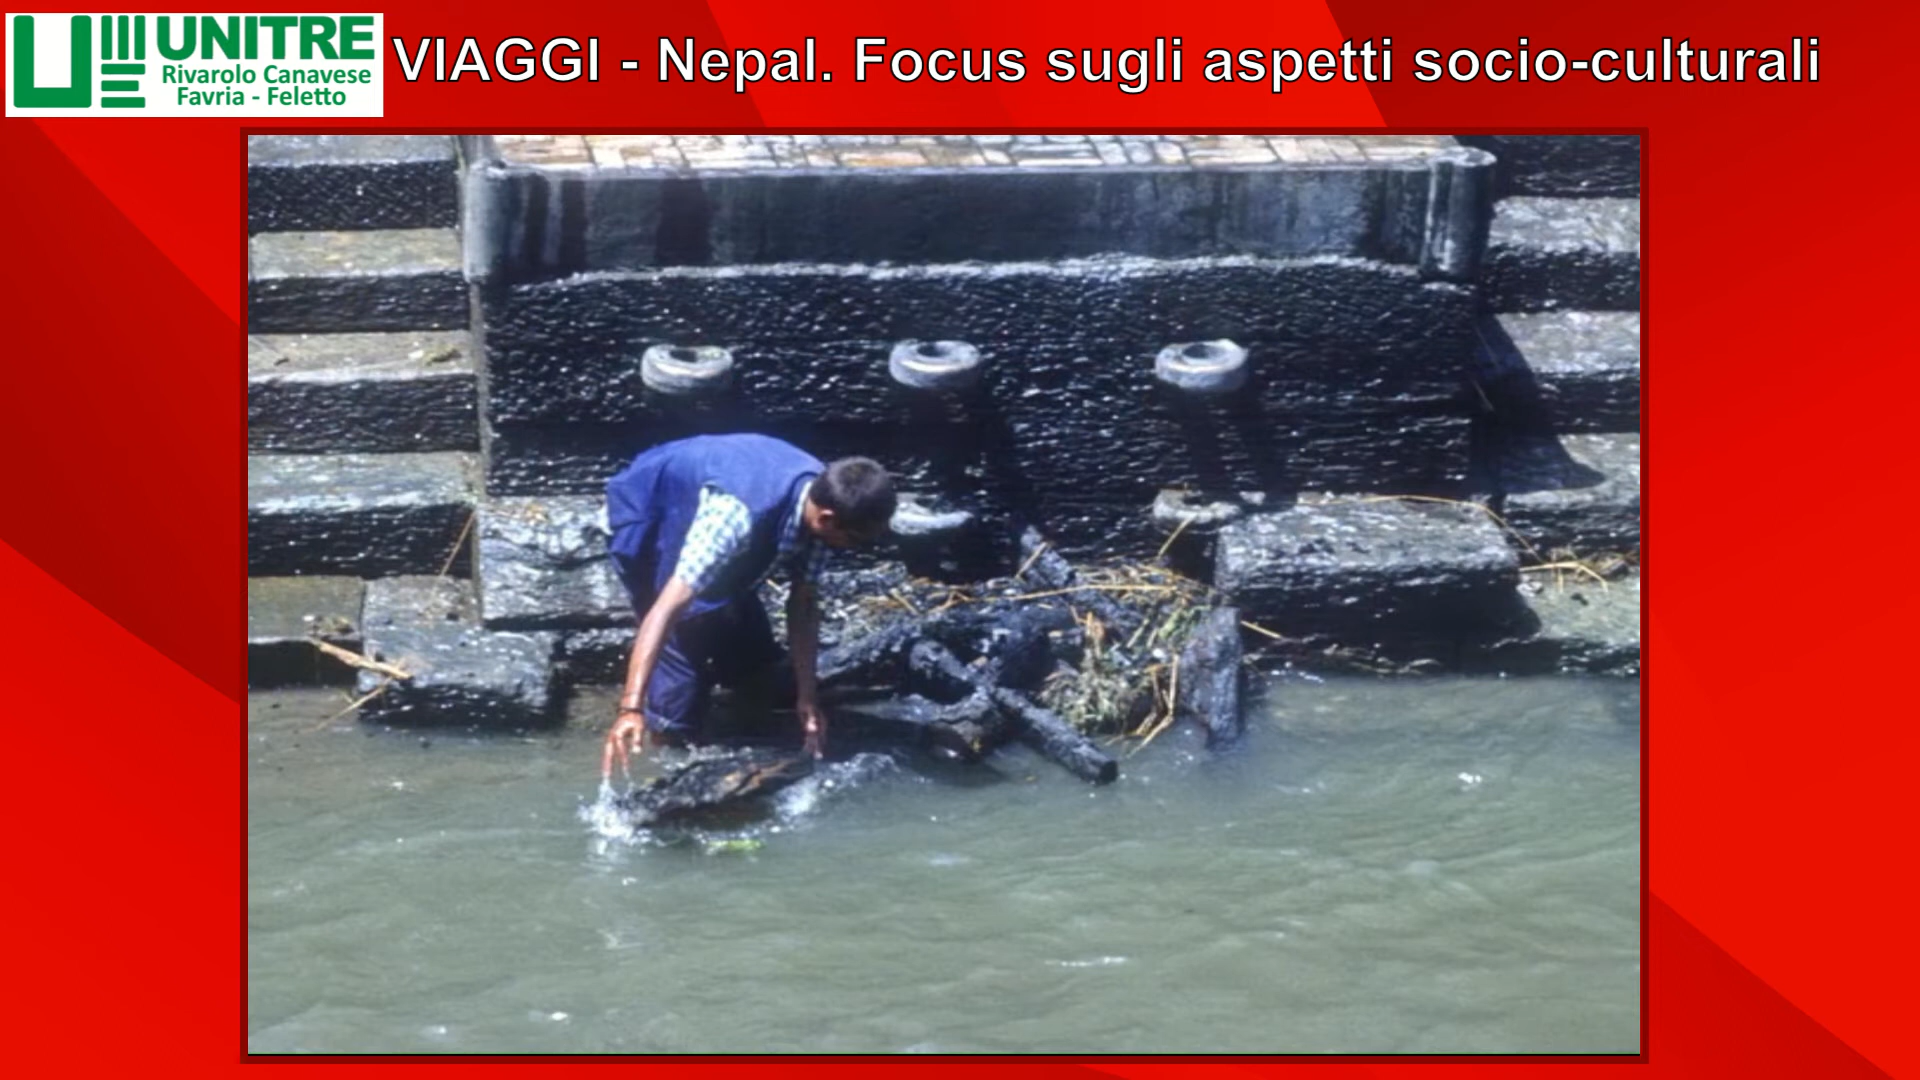 UNITRE
Rivarolo Canavese
Favria - Feletto
VIAGGI - Nepal. Focus sugli aspetti socio-culturali